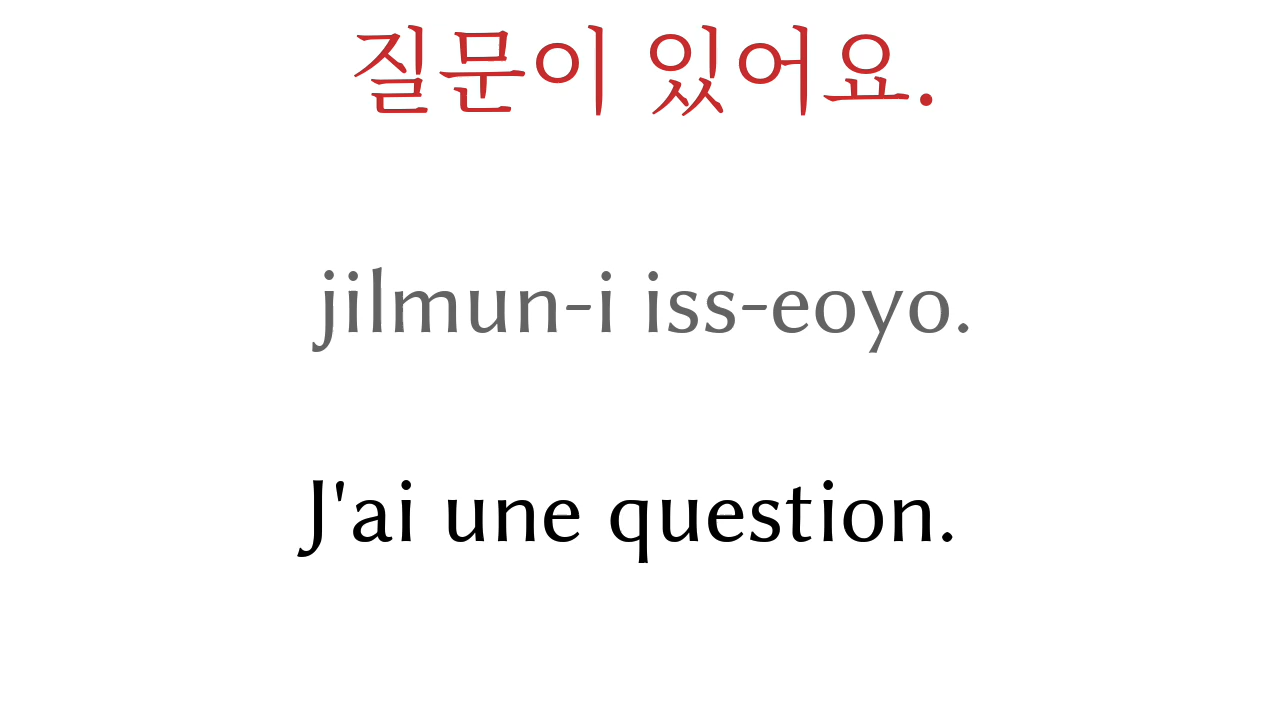 질문이 있어요.
jilmun-i iss-eoyo.
J'ai une question.